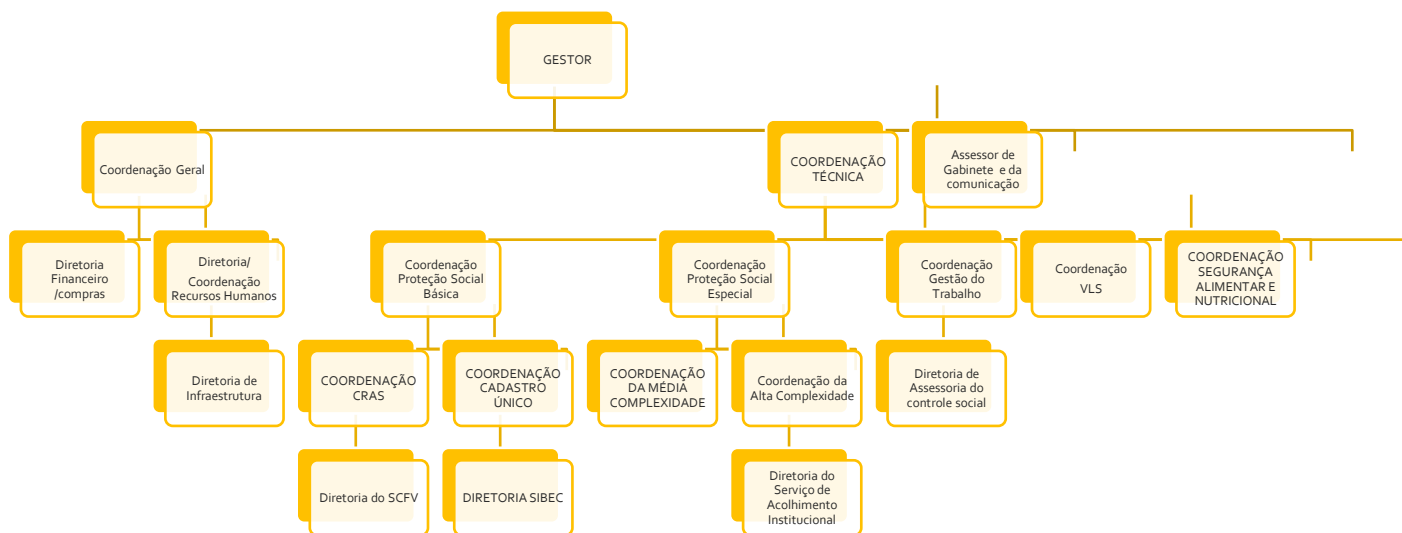 GESTOR
Coordenação Geral
COORDENAÇÃO
TÉCNICA
Assessor de
Gabinete e da
comunicação
Diretoria
Financeiro
/compras
Diretoria/
Coordenação
Recursos Humanos
Coordenação
Proteção Social
Básica
Coordenação
Proteção Social
Especial
Coordenação
Gestão do
Trabalho
Coordenação
VLS
COORDENAÇÃO
SEGURANÇA
ALIMENTAR E
NUTRICIONAL
Diretoria de
Infraestrutura
COORDENAÇÃO
CRAS
COORDENAÇÃO
CADASTRO
ÚNICO
COORDENAÇÃO
DA MÉDIA
COMPLEXIDADE
Coordenação da
Alta Complexidade
Diretoria de
Assessoria do
controle social
Diretoria do SCFV
DIRETORIA SIBEC
Diretoria do
Serviço de
Acolhimento
Institucional